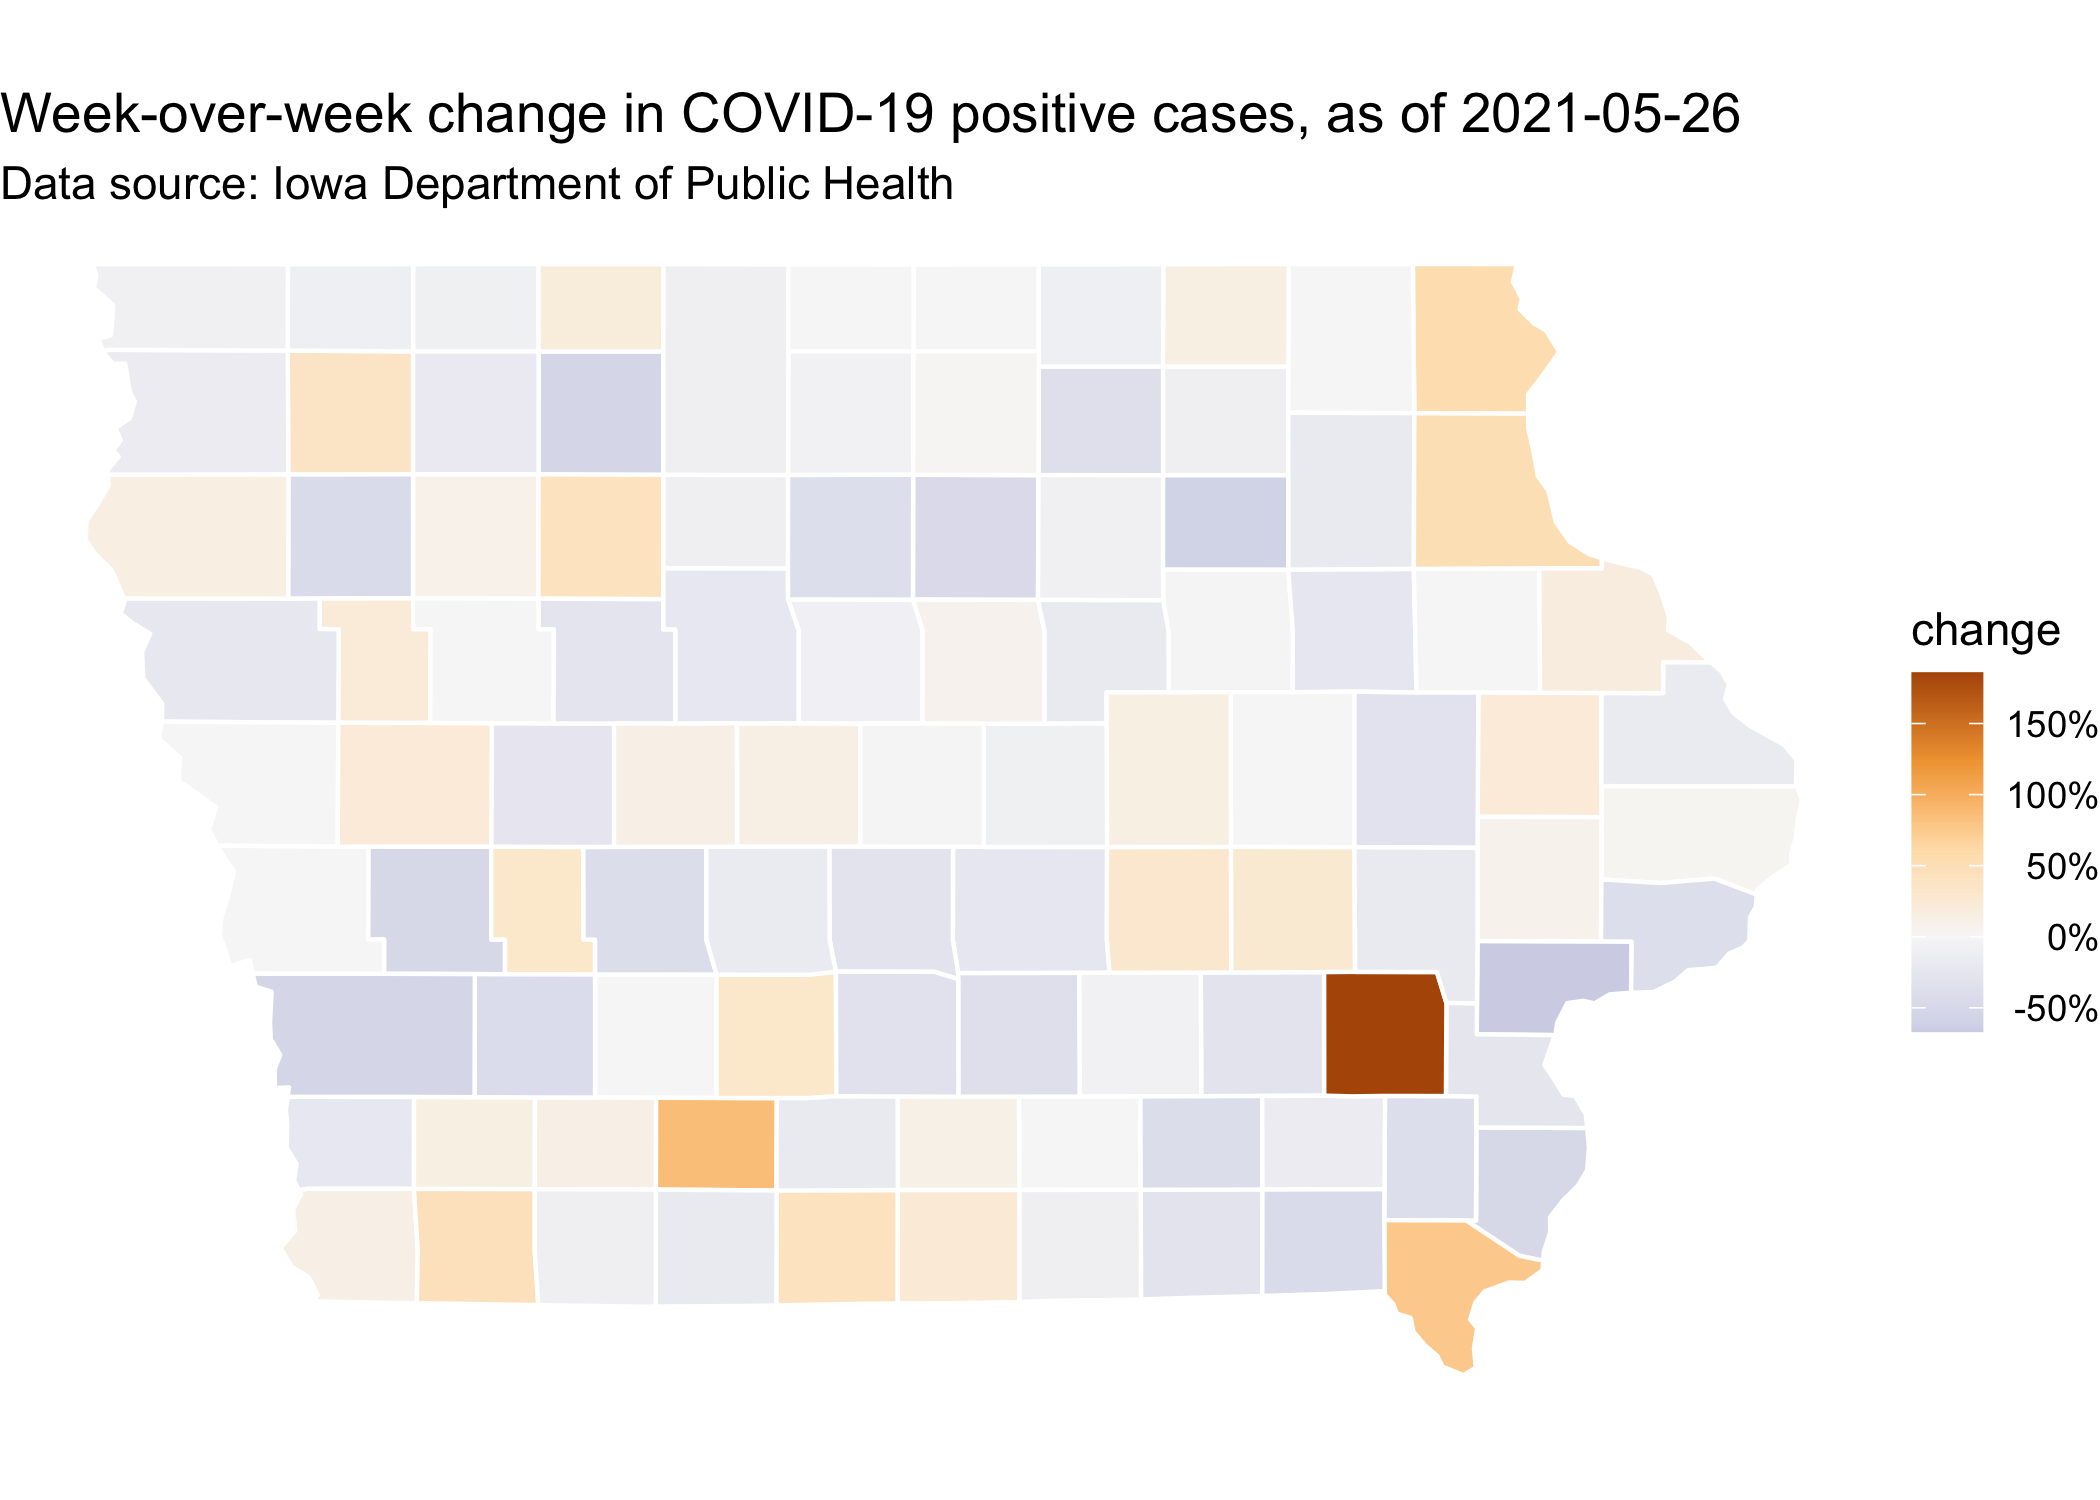 Week-over-week change in COVID-19 positive cases, as of 2021-05-26
Data source: Iowa Department of Public Health
change
150%
100%
50%
0%
-50%